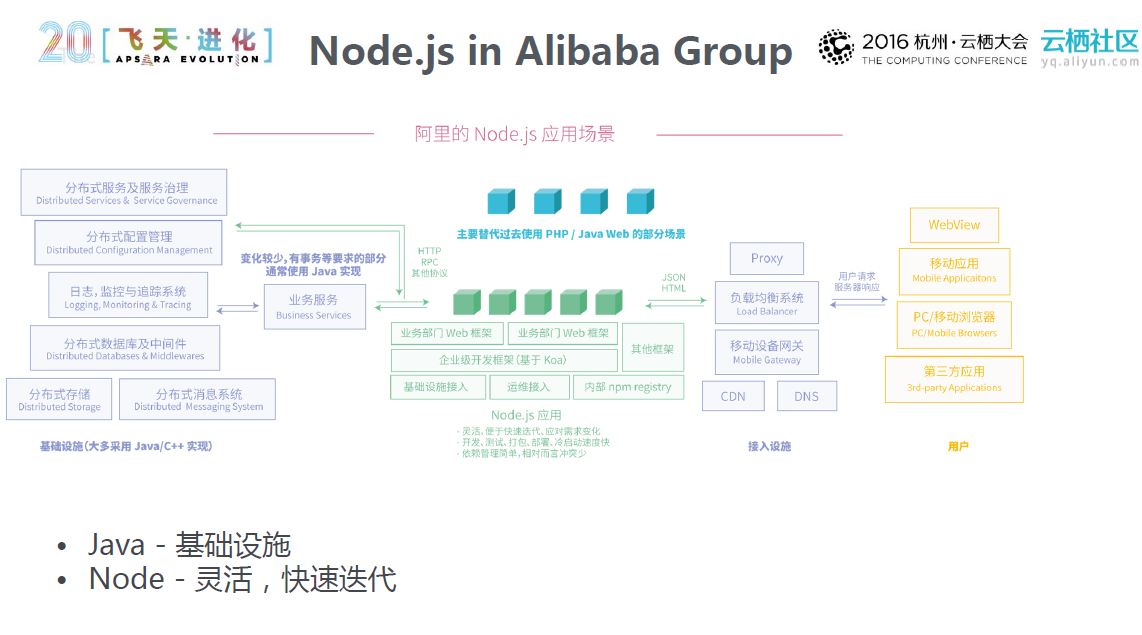 20
飞天·进化
APSARA EVOLUTION
Node.js in Alibaba Group
2016 杭州·云栖大会
THE COMPUTING CONFERENCE
云栖社区
yq.aliyun.com
阿里的 Node.js 应用场景
分布式服务及服务治理
Distributed Services & Service Governance
分布式配置管理
Distributed Configuration Management
日志，监控与追踪系统
Logging, Monitoring & Tracing
分布式数据库及中间件
Distributed Databases & Middlewares
分布式存储
Distributed Storage
分布式消息系统
Distributed Messaging System
基础设施(大多采用 Java/C++ 实现)
变化较少，有事务等要求的部分
通常使用 Java 实现
业务服务
Business Services
HTTP
RPC
其他协议
主要替代过去使用 PHP / Java Web 的部分场景
业务部门 Web 框架
业务部门 Web 框架
其他框架
企业级开发框架(基于 Koa)
基础设施接入
运维接入
内部 npm registry
Node.js 应用
· 灵活、便于快速迭代、应对需求变化
· 开发、测试、打包、部署、冷启动速度快
· 依赖管理简单，相对而言冲突少
JSON
HTML
Proxy
负载均衡系统
Load Balancer
移动设备网关
Mobile Gateway
CDN
DNS
接入设施
用户请求
服务器响应
WebView
移动应用
Mobile Applicaitons
PC/移动浏览器
PC/Mobile Browsers
第三方应用
3rd-party Applications
用户
• Java - 基础设施
• Node - 灵活，快速迭代